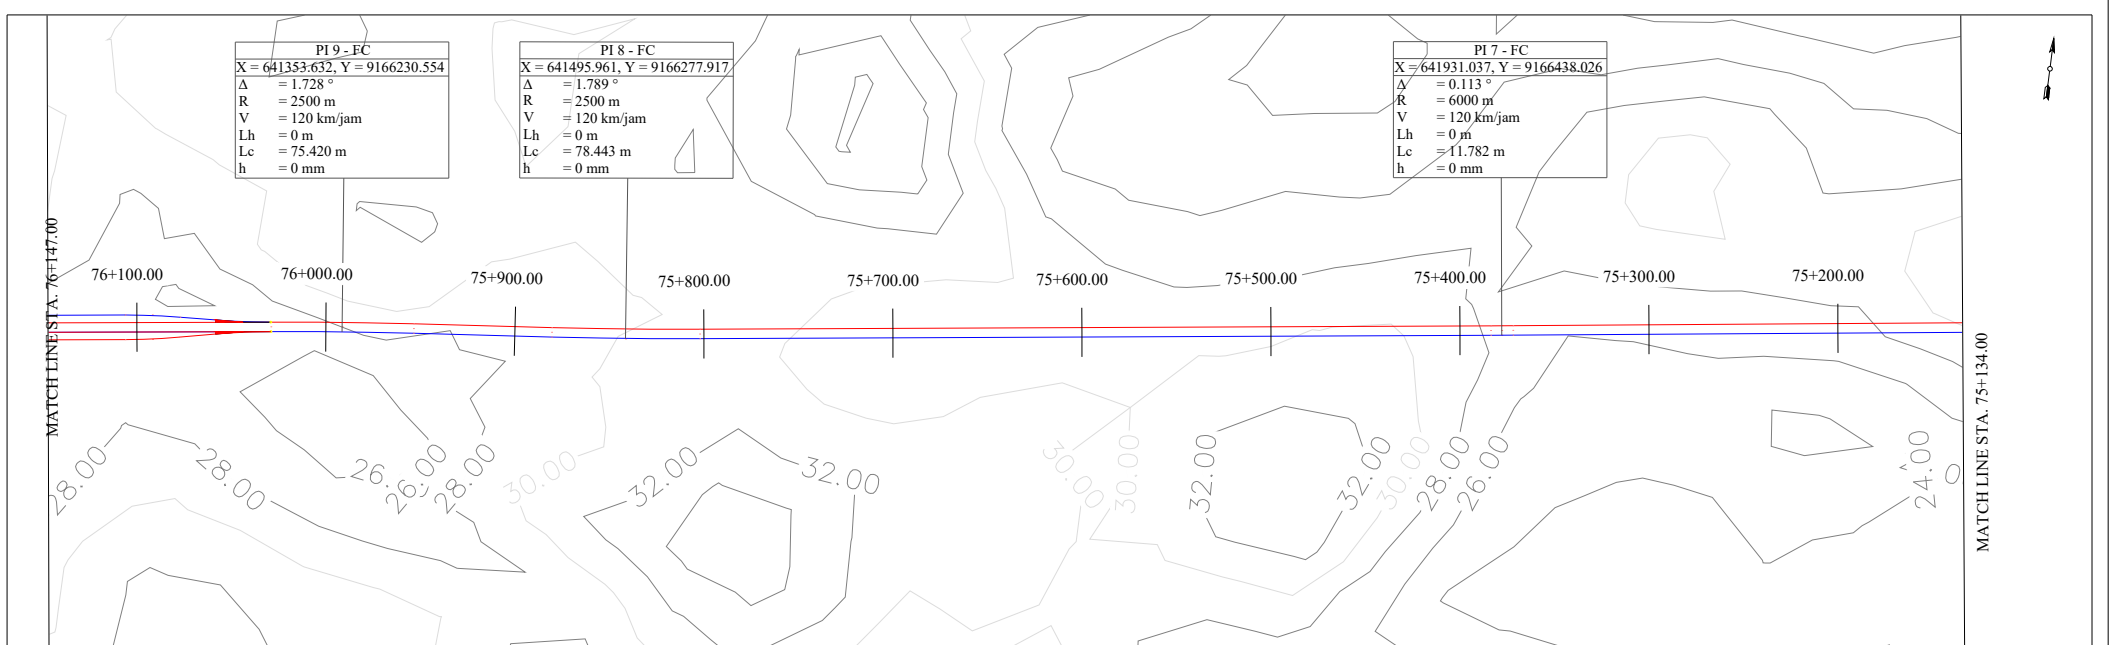 PI 9 - FC
X = 641353.632, Y = 9166230.554
Δ = 1.728 °
R = 2500 m
V = 120 km/jam
Lh = 0 m
Lc = 75.420 m
h = 0 mm
PI 8 - FC
X = 641495.961, Y = 9166277.917
Δ = 1.789 °
R = 2500 m
V = 120 km/jam
Lh = 0 m
Lc = 78.443 m
h = 0 mm
PI 7 - FC
X = 641931.037, Y = 9166438.026
Δ = 0.113 °
R = 6000 m
V = 120 km/jam
Lh = 0 m
Lc = 11.782 m
h = 0 mm
MATCH LINE STA. 76+147.00
76+100.00
76+000.00
75+900.00
75+800.00
75+700.00
75+600.00
75+500.00
75+400.00
75+300.00
75+200.00
MATCH LINE STA. 75+134.00
28.00
28.00
26.00
28.00
30.00
32.00
32.00
30.00
30.00
32.00
32.00
30.00
28.00
26.00
24.00